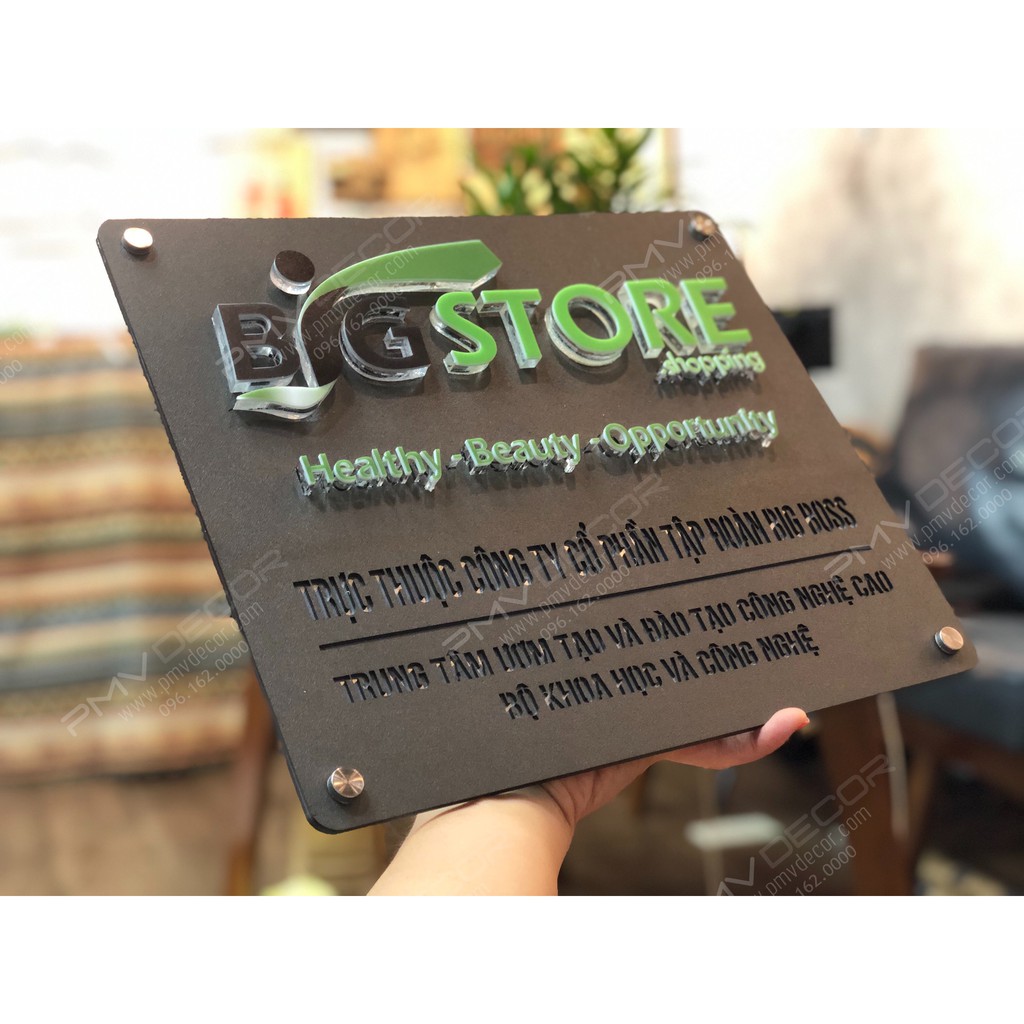 BIGSTORE
.shopping
Healthy - Beauty - Opportunity
TRỰC THUỘC CÔNG TY CỔ PHẦN TẬP ĐOÀN BIG BOSS
TRUNG TÂM ƯƠM TẠO VÀ ĐÀO TẠO CÔNG NGHỆ CAO
BỘ KHOA HỌC VÀ CÔNG NGHỆ
PMV DECOR
www.pmvdecor.com
096.162.0000